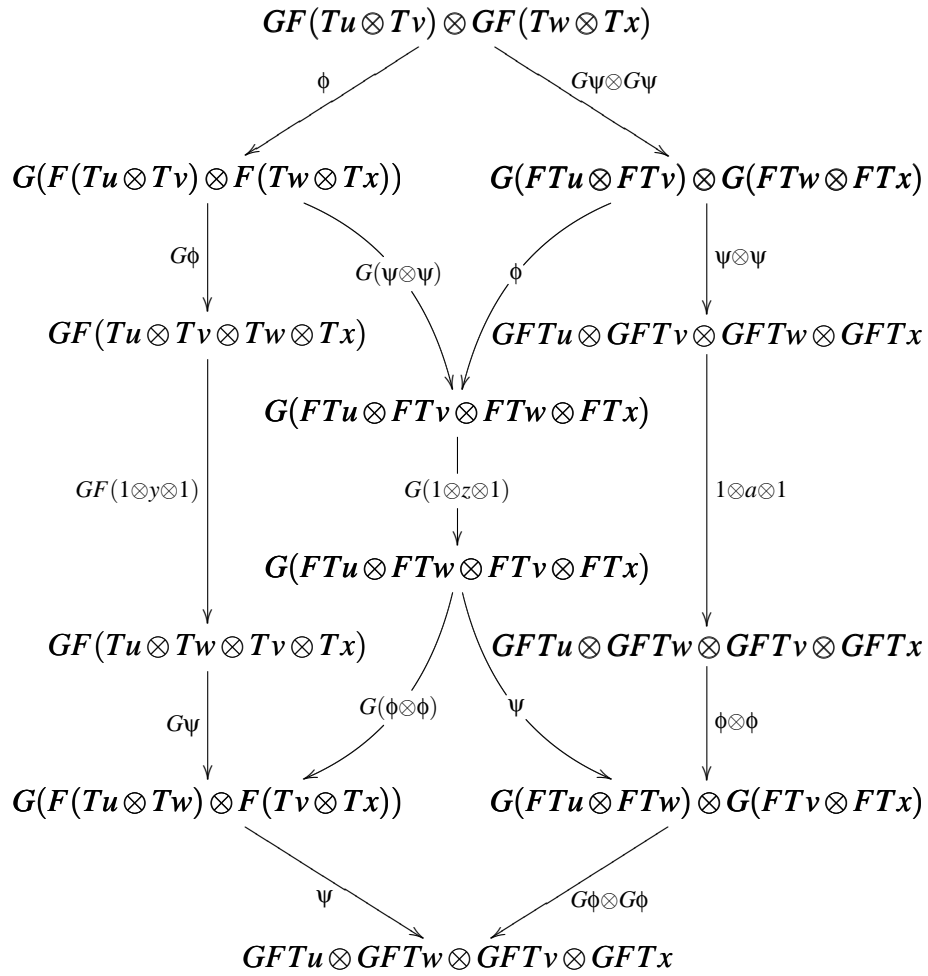 GF(Tu ⊗ Tv) ⊗ GF(Tw ⊗ Tx)
ϕ Gψ⊗Gψ
G(F(Tu ⊗ Tv) ⊗ F(Tw ⊗ Tx)) G(FTu ⊗ FTv) ⊗ G(FTw ⊗ FTx)
Gϕ G(ψ⊗ψ) ϕ ψ⊗ψ
GF(Tu ⊗ Tv ⊗ Tw ⊗ Tx) GFTu ⊗ GFTv ⊗ GFTw ⊗ GFTx
G(FTu ⊗ FTv ⊗ FTw ⊗ FTx)
GF(1⊗y⊗1) G(1⊗z⊗1) 1⊗a⊗1
G(FTu ⊗ FTw ⊗ FTv ⊗ FTx)
GF(Tu ⊗ Tw ⊗ Tv ⊗ Tx) GFTu ⊗ GFTw ⊗ GFTv ⊗ GFTx
Gψ G(ϕ⊗ϕ) ψ ϕ⊗ϕ
G(F(Tu ⊗ Tw) ⊗ F(Tv ⊗ Tx)) G(FTu ⊗ FTw) ⊗ G(FTv ⊗ FTx)
ψ Gϕ⊗Gϕ
GFTu ⊗ GFTw ⊗ GFTv ⊗ GFTx